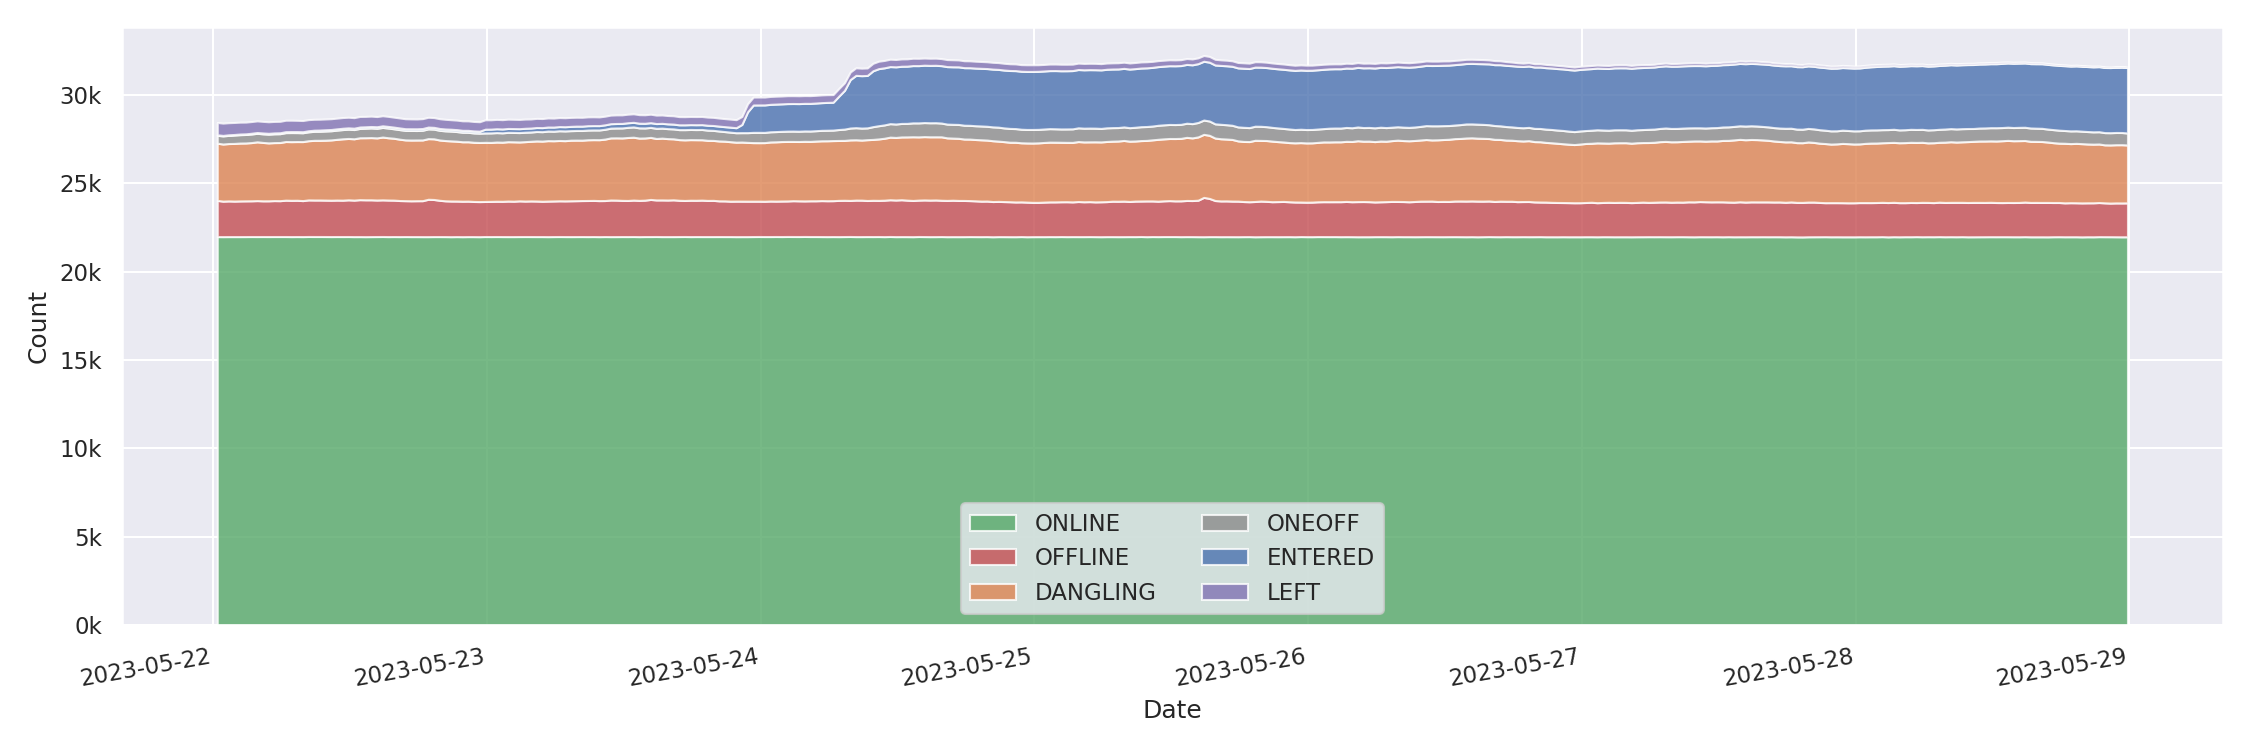 30k
25k
20k
15k
10k
5k
0k
Count
ONLINE
OFFLINE
DANGLING
ONEOFF
ENTERED
LEFT
2023-05-22
2023-05-23
2023-05-24
2023-05-25
2023-05-26
2023-05-27
2023-05-28
2023-05-29
Date